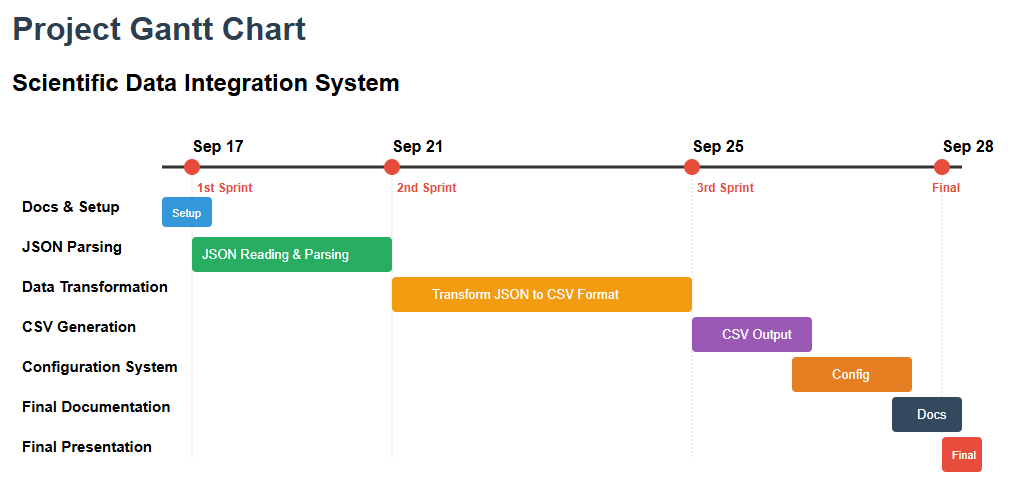 Project Gantt Chart
Scientific Data Integration System
Sep 17 Sep 21 Sep 25 Sep 28
1st Sprint 2nd Sprint 3rd Sprint Final
Docs & Setup Setup
JSON Parsing JSON Reading & Parsing
Data Transformation Transform JSON to CSV Format
CSV Generation CSV Output
Configuration System Config
Final Documentation Docs
Final Presentation Final